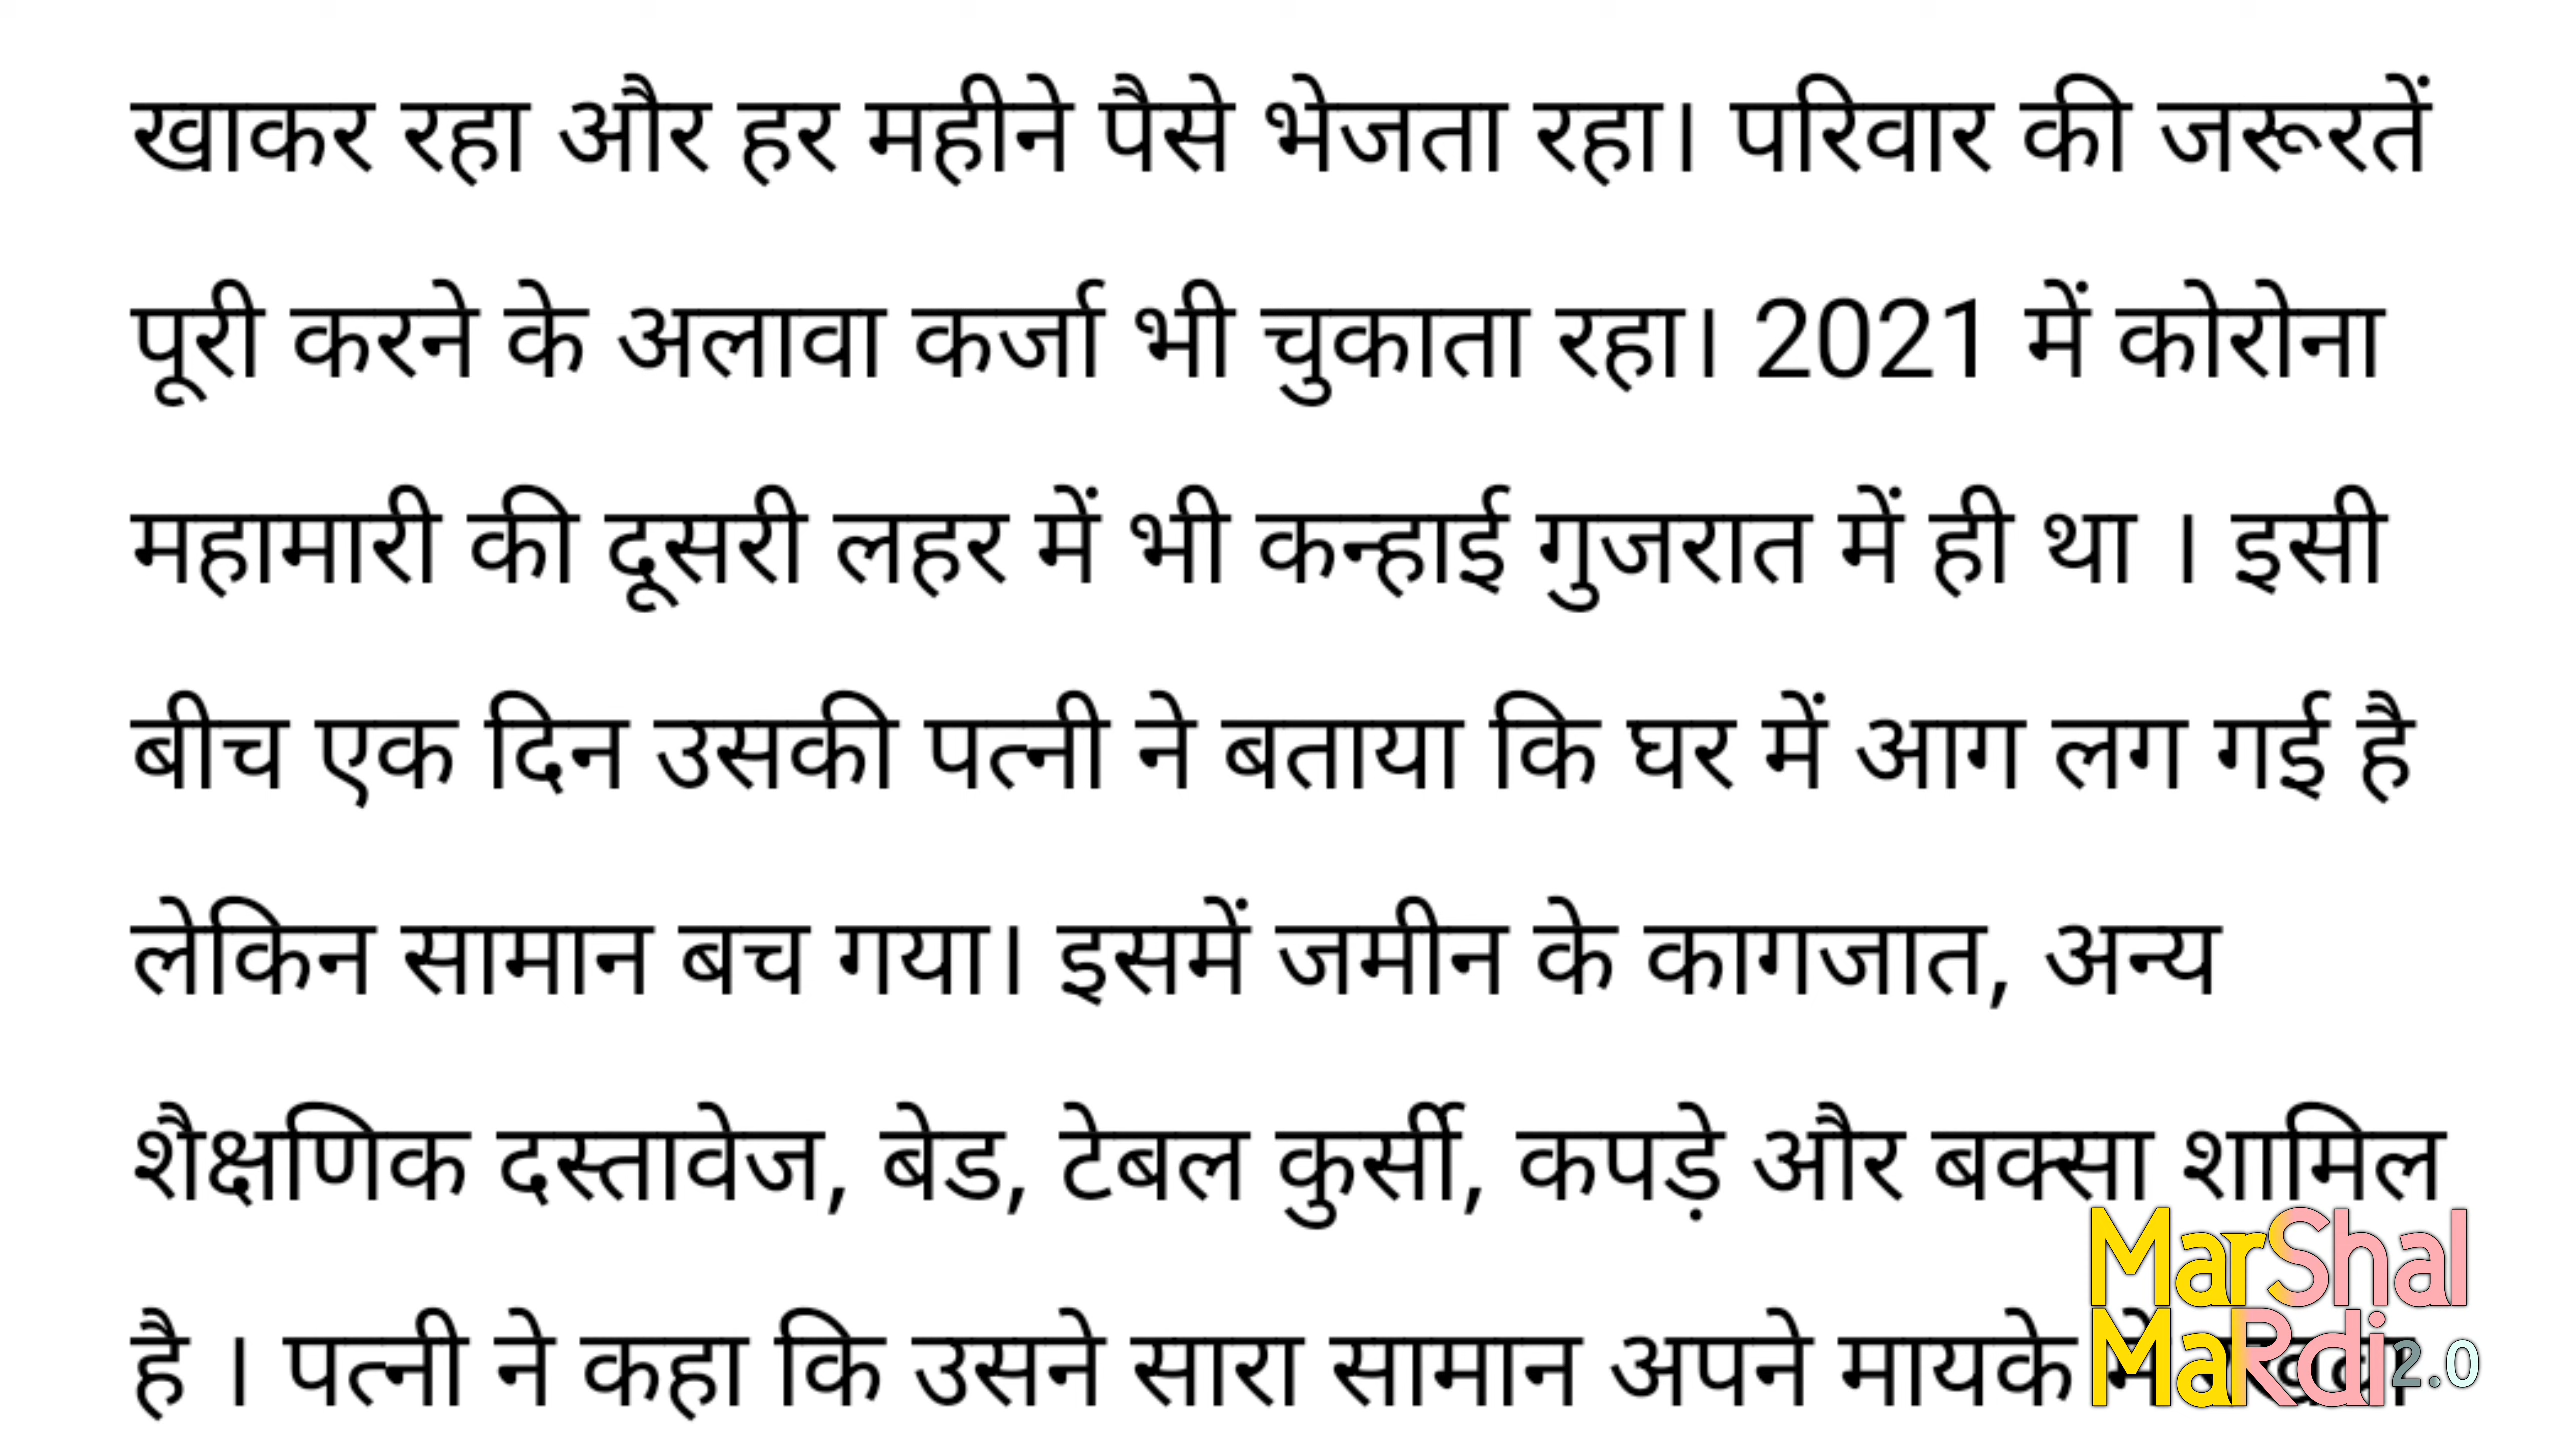 खाकर रहा और हर महीने पैसे भेजता रहा। परिवार की जरूरतें
पूरी करने के अलावा कर्जा भी चुकाता रहा। 2021 में कोरोना
महामारी की दूसरी लहर में भी कन्हाई गुजरात में ही था । इसी
बीच एक दिन उसकी पत्नी ने बताया कि घर में आग लग गई है
लेकिन सामान बच गया। इसमें जमीन के कागजात, अन्य
शैक्षणिक दस्तावेज, बेड, टेबल कुर्सी, कपड़े और बक्सा शामिल
है । पत्नी ने कहा कि उसने सारा सामान अपने मायके
MarShal
MaRdi2.0